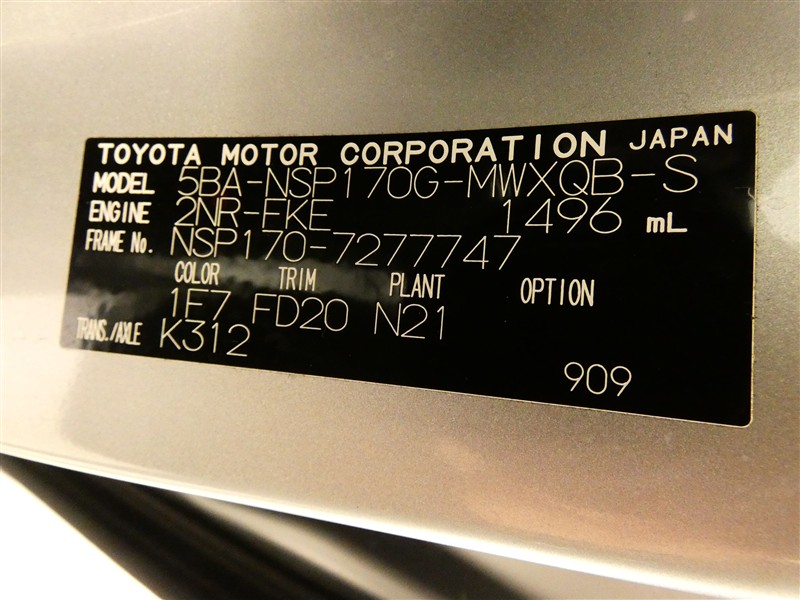 TOYOTA MOTOR CORPORATION JAPAN
MODEL 5BA-NSP170G-MWXQB-S
ENGINE 2NR-FKE 1496 mL
FRAME No. NSP170-7277747
COLOR TRIM PLANT OPTION
1F7 FD20 N21
TRANS./AXLE K312
909